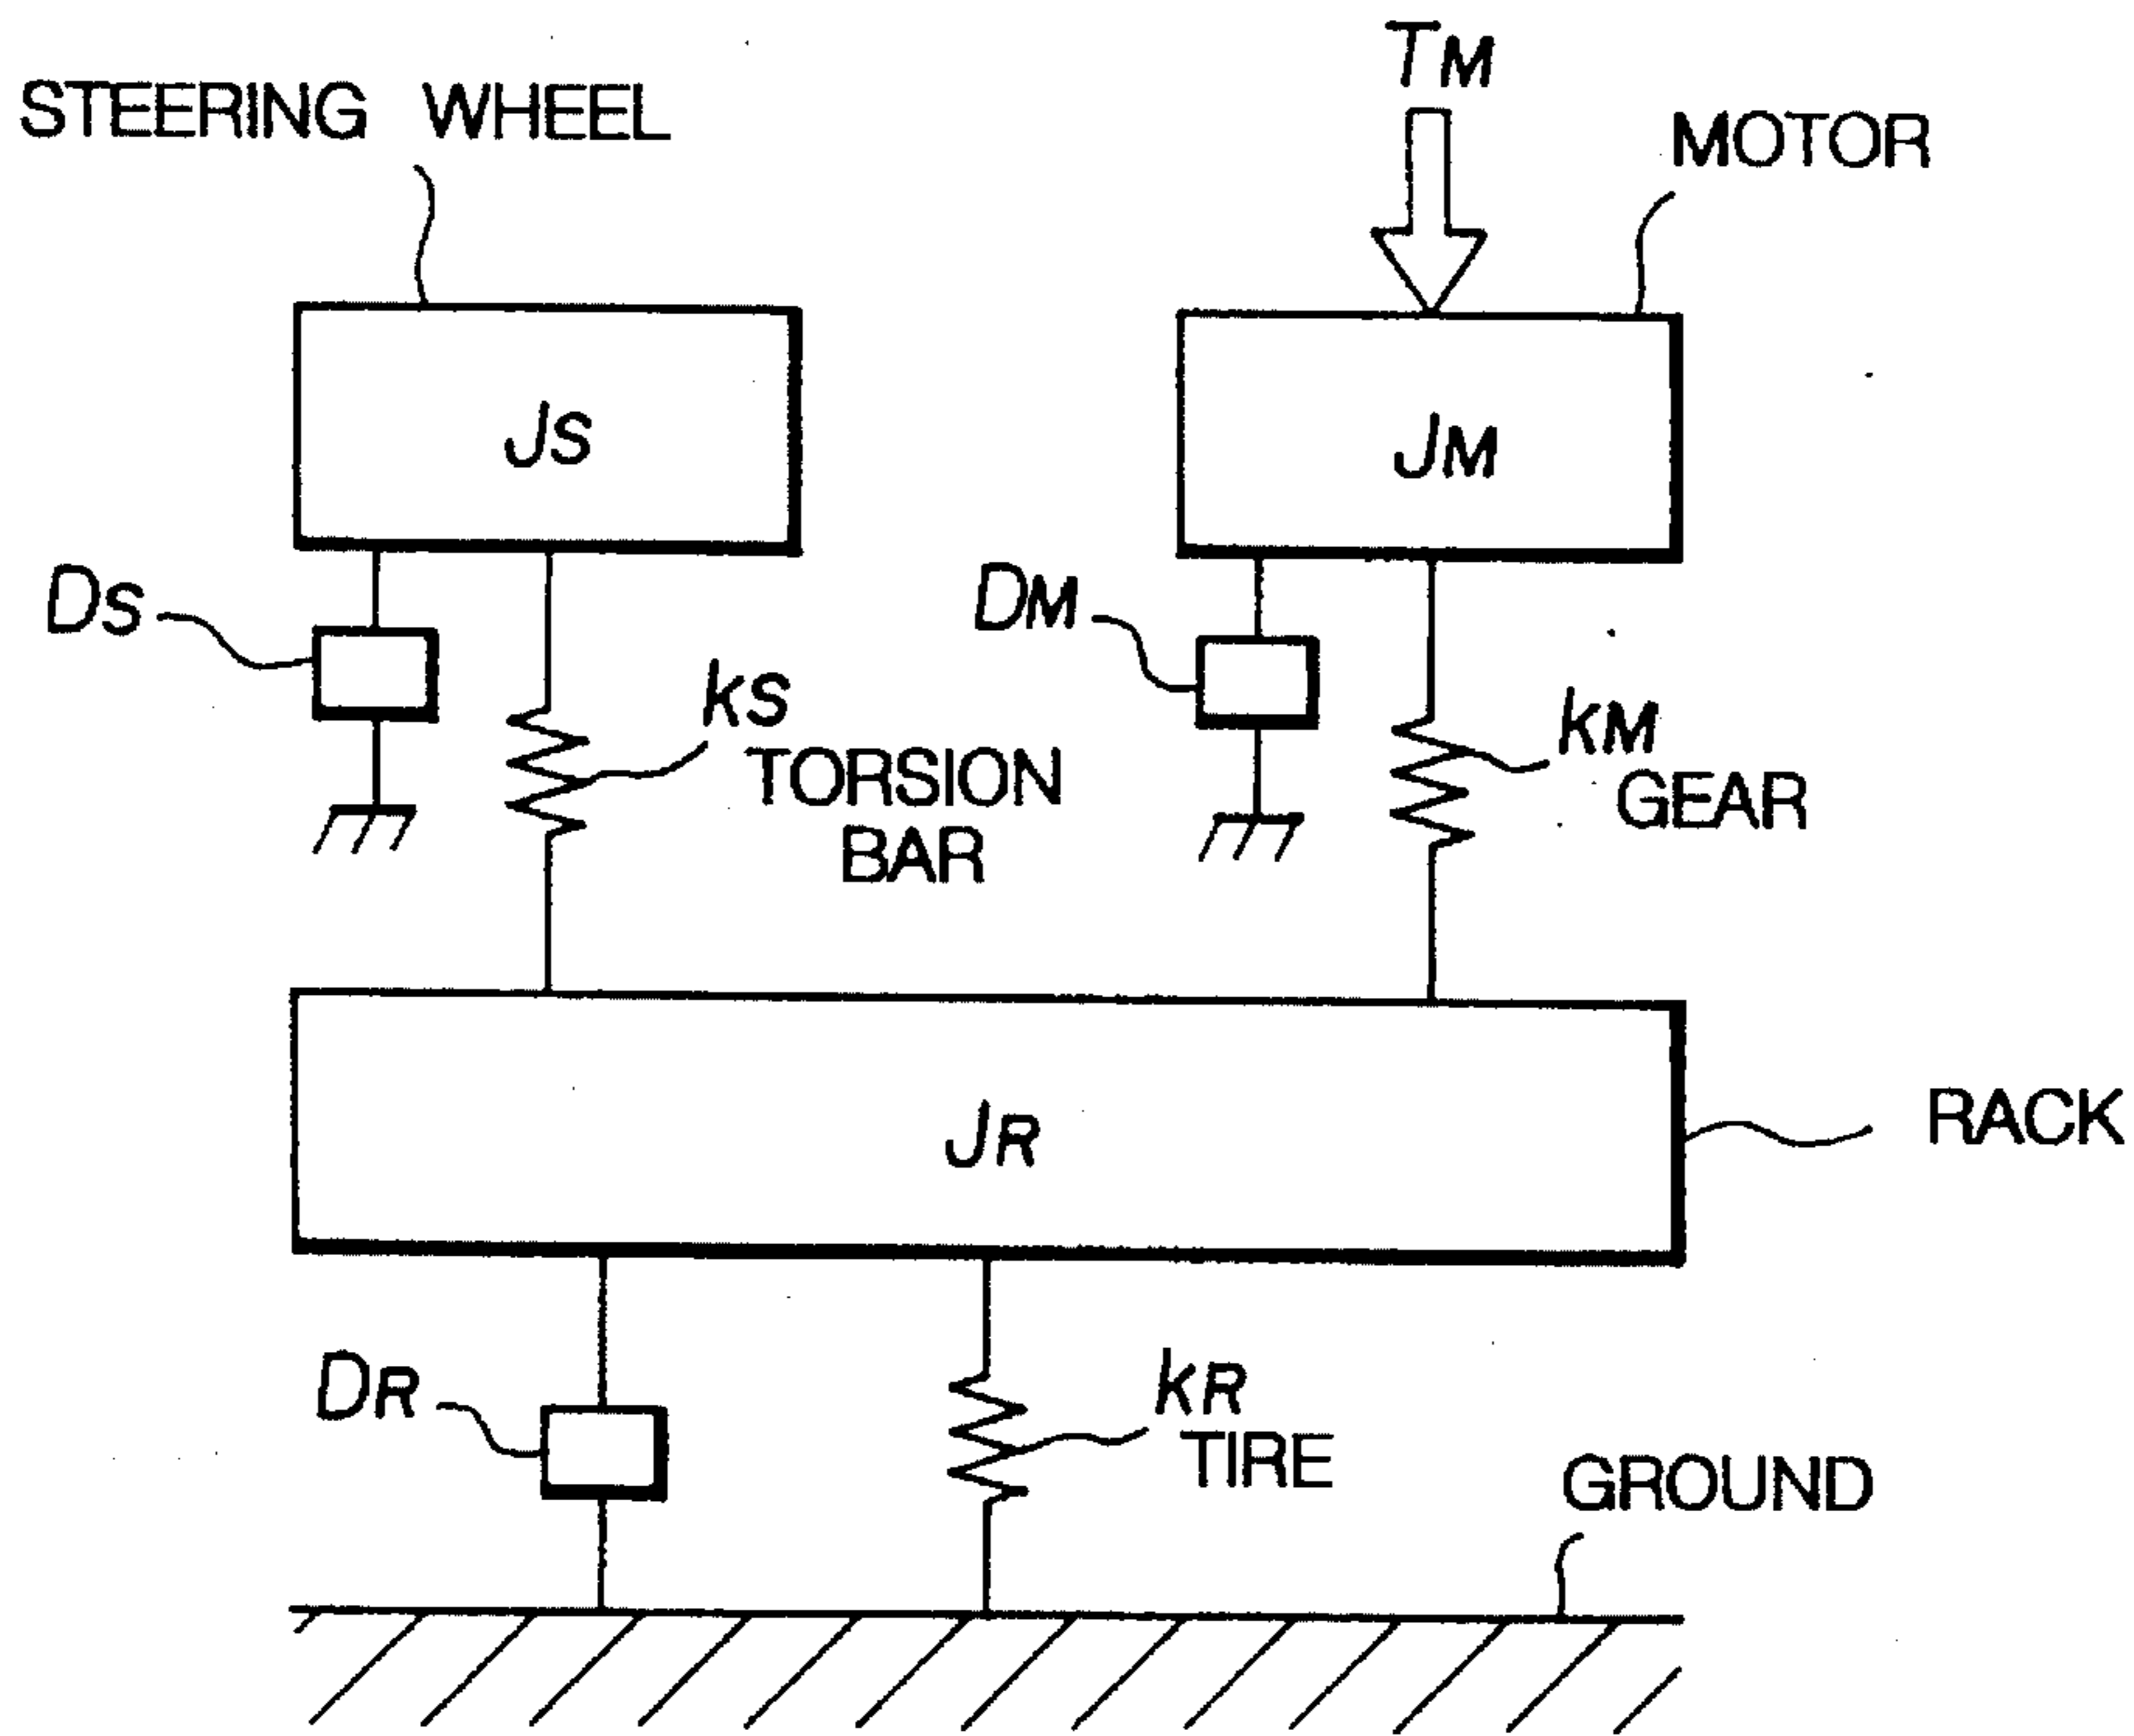 TM
STEERING WHEEL
MOTOR
JS
JM
DS
DM
kS
TORSION
BAR
kM
GEAR
JR
RACK
DR
kR
TIRE
GROUND